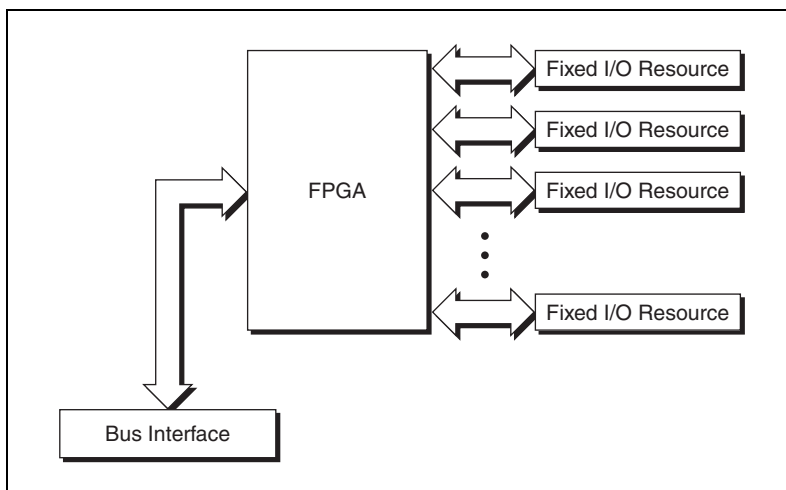 Fixed I/O Resource
Fixed I/O Resource
FPGA
Fixed I/O Resource
Fixed I/O Resource
Bus Interface